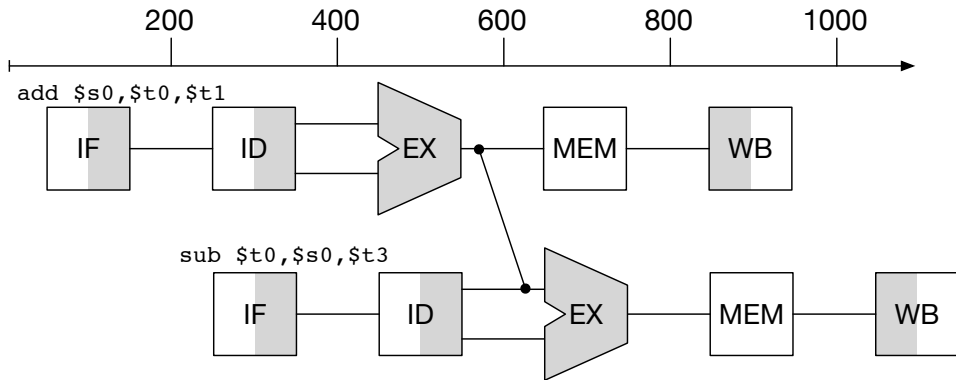 200 400 600 800 1000
add $s0,$t0,$t1
IF ID EX MEM WB
sub $t0,$s0,$t3
IF ID EX MEM WB